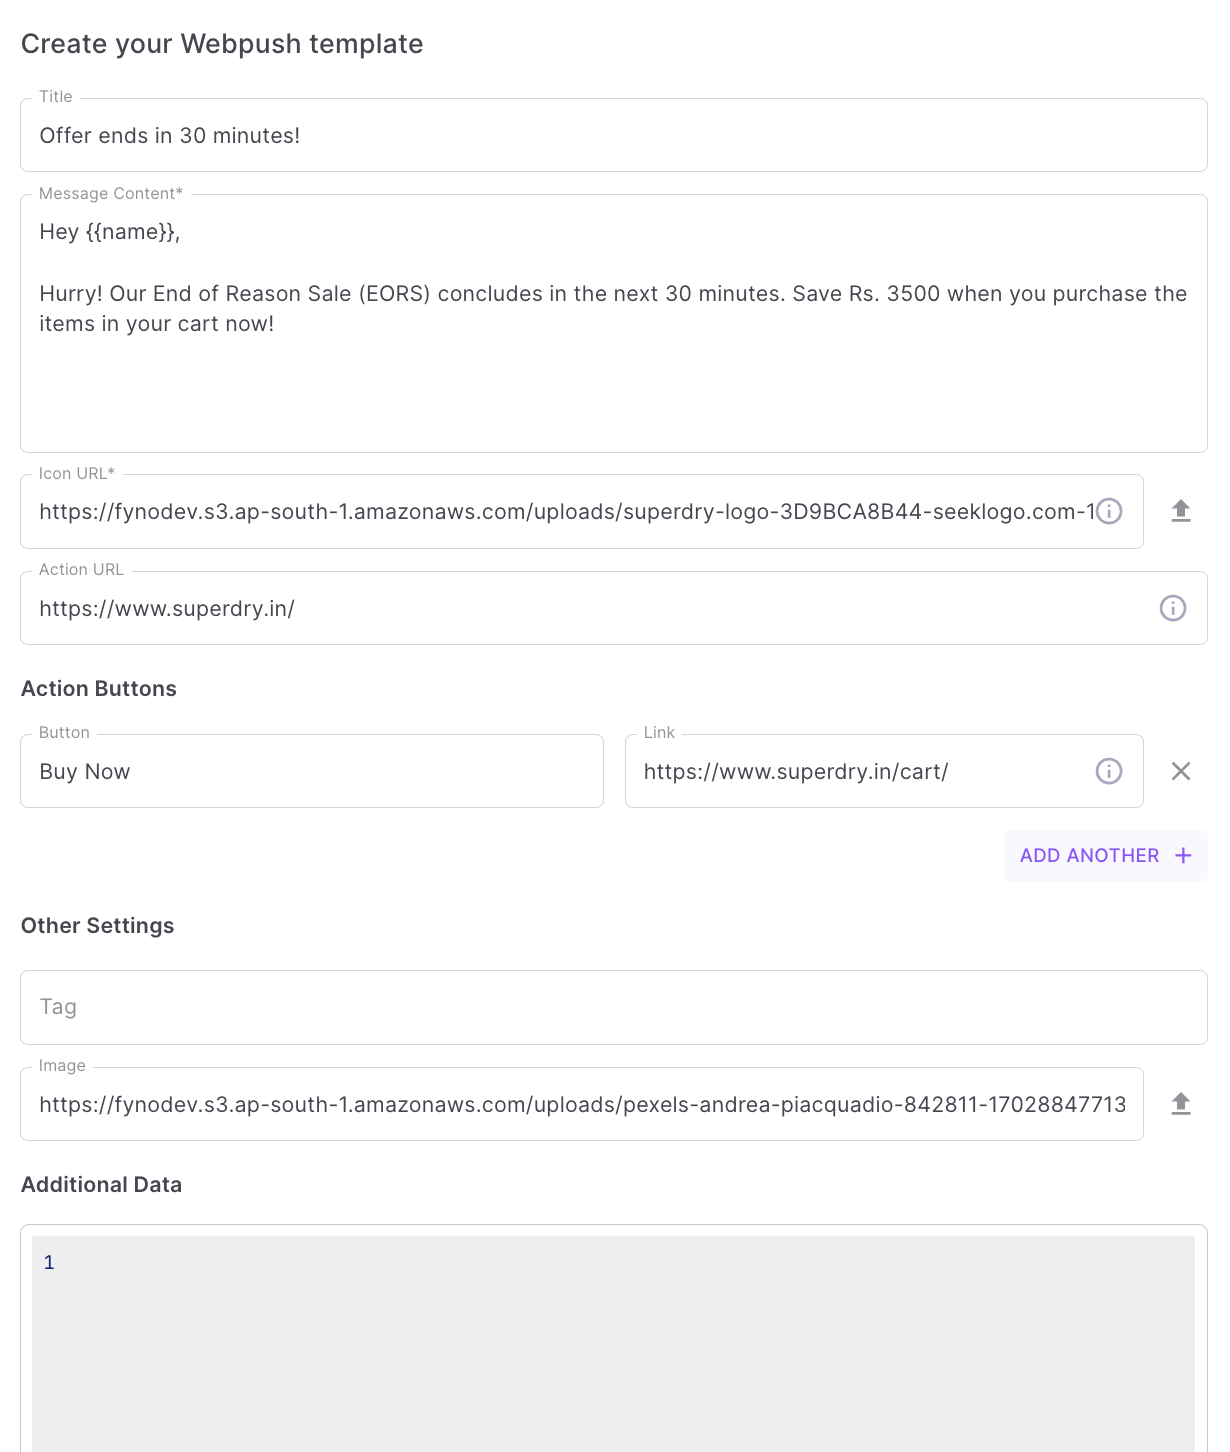 Create your Webpush template
Title
Offer ends in 30 minutes!
Message Content*
Hey {{name}},
Hurry! Our End of Reason Sale (EORS) concludes in the next 30 minutes. Save Rs. 3500 when you purchase the
items in your cart now!
Icon URL*
https://fynodev.s3.ap-south-1.amazonaws.com/uploads/superdry-logo-3D9BCA8B44-seeklogo.com-1
Action URL
https://www.superdry.in/
Action Buttons
Button
Buy Now
Link
https://www.superdry.in/cart/
ADD ANOTHER +
Other Settings
Tag
Image
https://fynodev.s3.ap-south-1.amazonaws.com/uploads/pexels-andrea-piacquadio-842811-17028847713
Additional Data
1